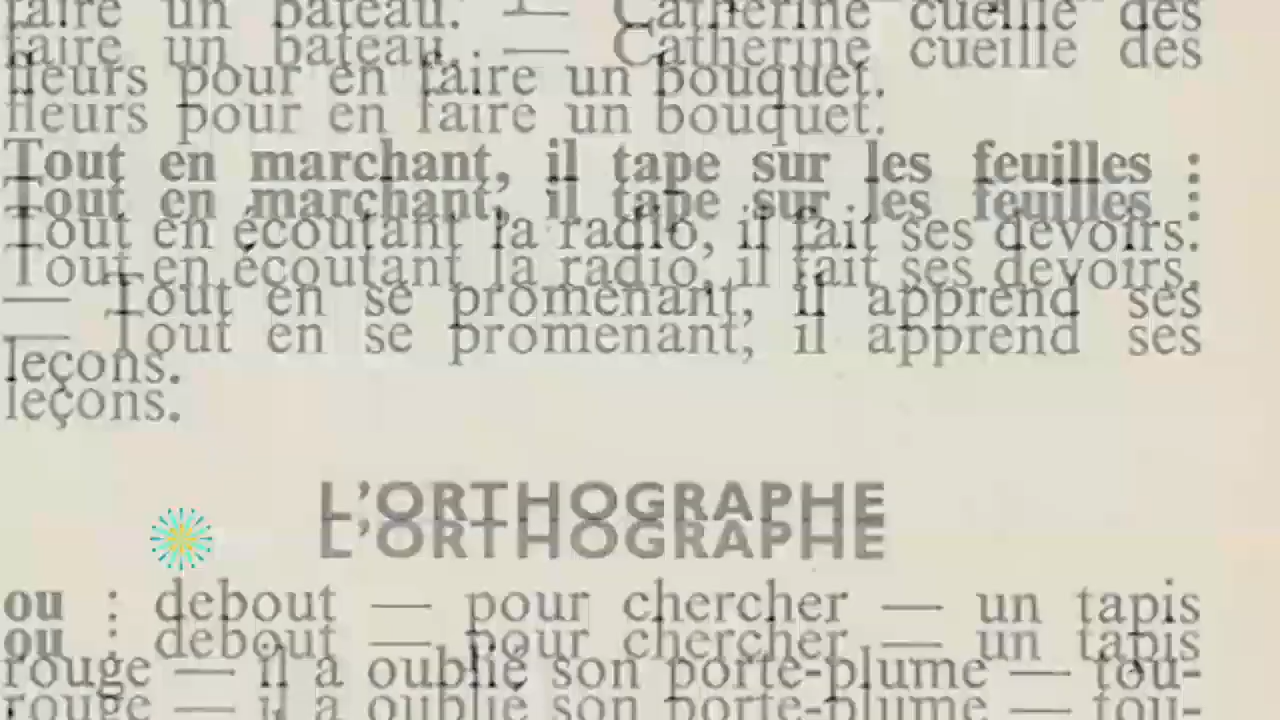 faire un bateau. — Catherine cueille des
fleurs pour en faire un bouquet.
Tout en marchant, il tape sur les feuilles :
Tout en écoutant la radio, il fait ses devoirs.
— Tout en se promenant, il apprend ses
leçons.
L'ORTHOGRAPHE
ou : debout — pour chercher — un tapis
rouge — il a oublié son porte-plume — tou-